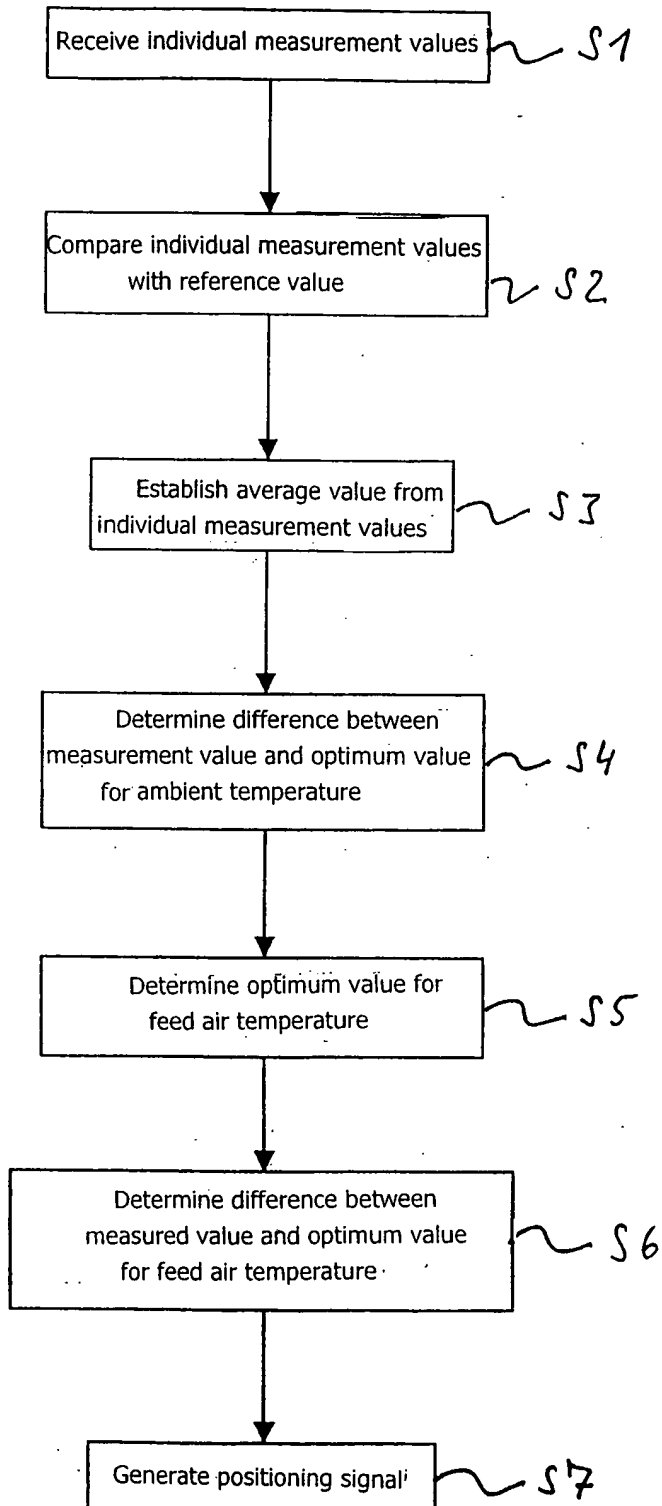 Receive individual measurement values
S1
Compare individual measurement values
with reference value
S2
Establish average value from
individual measurement values
S3
Determine difference between
measurement value and optimum value
for ambient temperature
S4
Determine optimum value for
feed air temperature
S5
Determine difference between
measured value and optimum value
for feed air temperature
S6
Generate positioning signal
S7